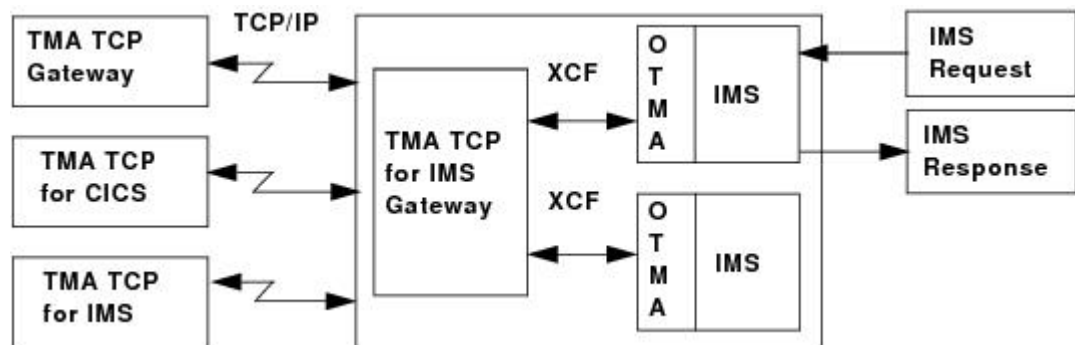 TMA TCP
Gateway
TCP/IP
TMA TCP
for CICS
TMA TCP
for IMS
TMA TCP
for IMS
Gateway
XCF
XCF
O
T
M
A
IMS
O
T
M
A
IMS
IMS
Request
IMS
Response